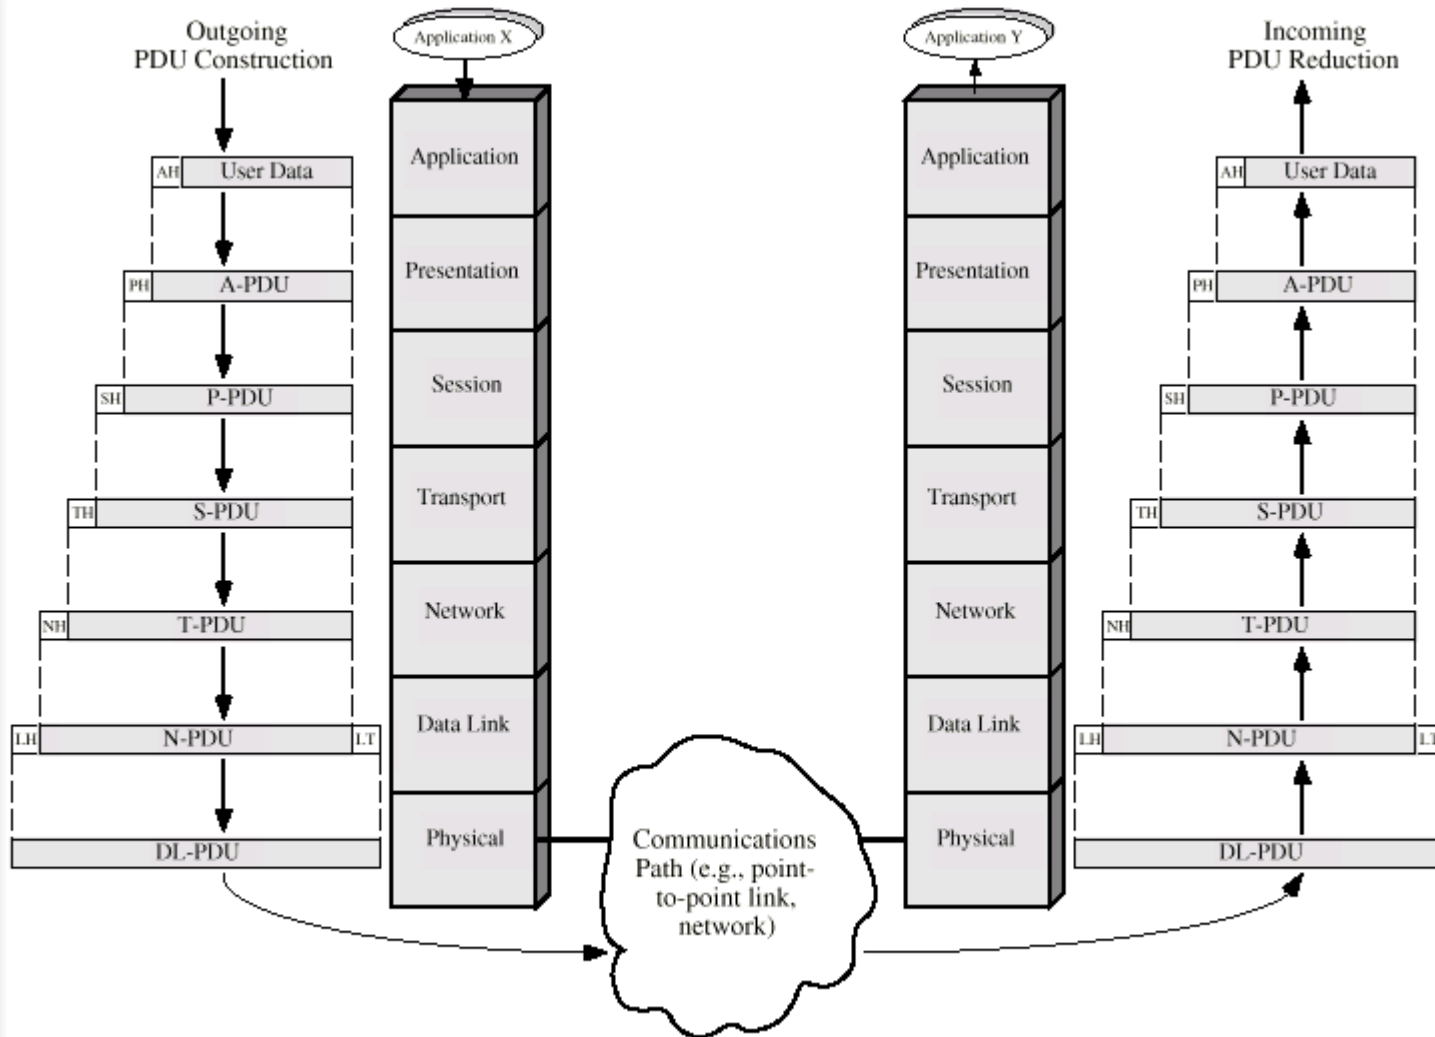 Outgoing
PDU Construction
Application X
Application Y
Incoming
PDU Reduction
AH User Data
Application
Application
AH User Data
PH A-PDU
Presentation
Presentation
PH A-PDU
SH P-PDU
Session
Session
SH P-PDU
TH S-PDU
Transport
Transport
TH S-PDU
NH T-PDU
Network
Network
NH T-PDU
LH N-PDU LT
Data Link
Data Link
LH N-PDU LT
DL-PDU
Physical
Communications
Path (e.g., point-
to-point link,
network)
Physical
DL-PDU